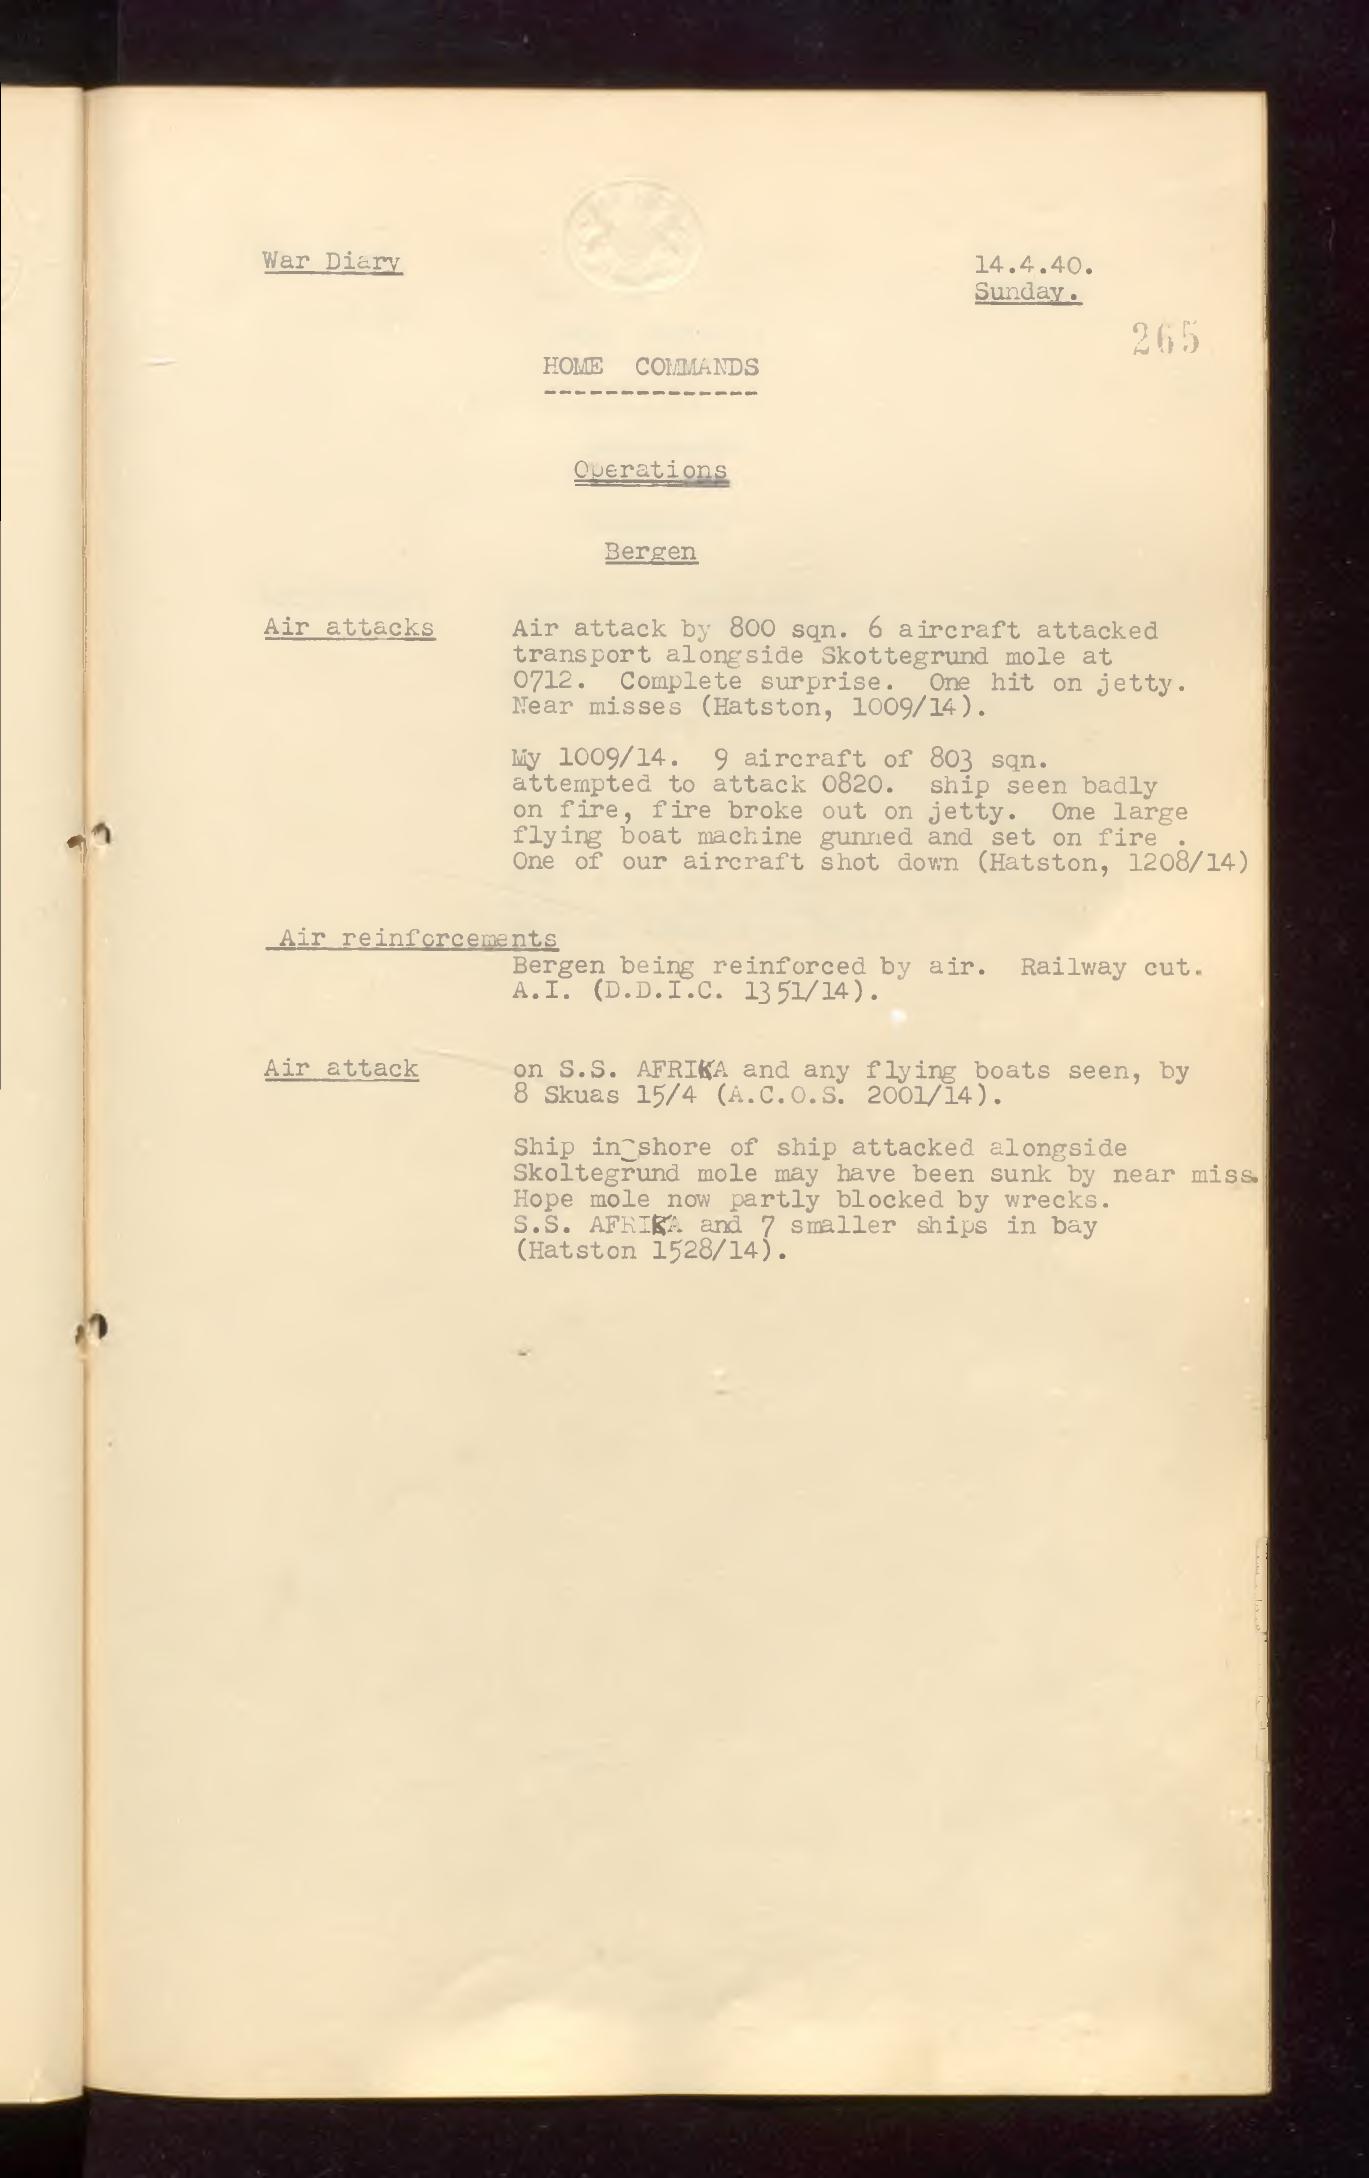 War Diary
14.4.40.
Sunday.
265
HOME COMMANDS
--------------
Operations
Bergen
Air attacks Air attack by 800 sqn. 6 aircraft attacked
transport alongside Skottegrund mole at
0712. Complete surprise. One hit on jetty.
Near misses (Hatston, 1009/14).
My 1009/14. 9 aircraft of 803 sqn.
attempted to attack 0820. ship seen badly
on fire, fire broke out on jetty. One large
flying boat machine gunned and set on fire .
One of our aircraft shot down (Hatston, 1208/14)
Air reinforcements
Bergen being reinforced by air. Railway cut.
A.I. (D.D.I.C. 1351/14).
Air attack on S.S. AFRIKA and any flying boats seen, by
8 Skuas 15/4 (A.C.O.S. 2001/14).
Ship in shore of ship attacked alongside
Skoltegrund mole may have been sunk by near miss.
Hope mole now partly blocked by wrecks.
S.S. AFRIKA and 7 smaller ships in bay
(Hatston 1528/14).